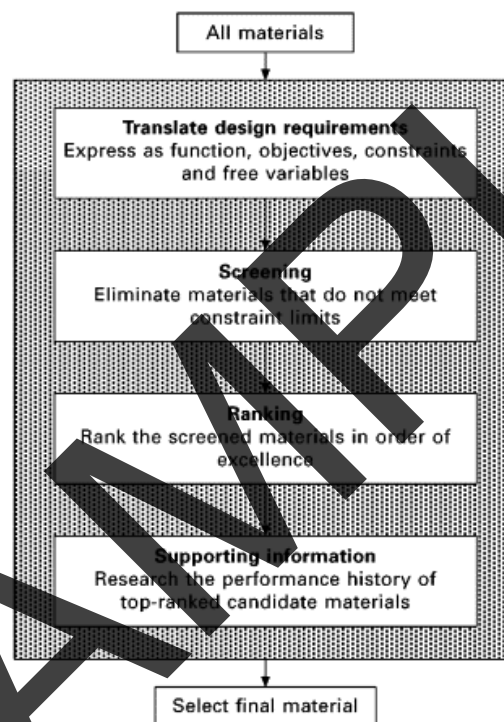 All materials
Translate design requirements
Express as function, objectives, constraints
and free variables
Screening
Eliminate materials that do not meet
constraint limits
Ranking
Rank the screened materials in order of
excellence
Supporting information
Research the performance history of
top-ranked candidate materials
Select final material
AMPL